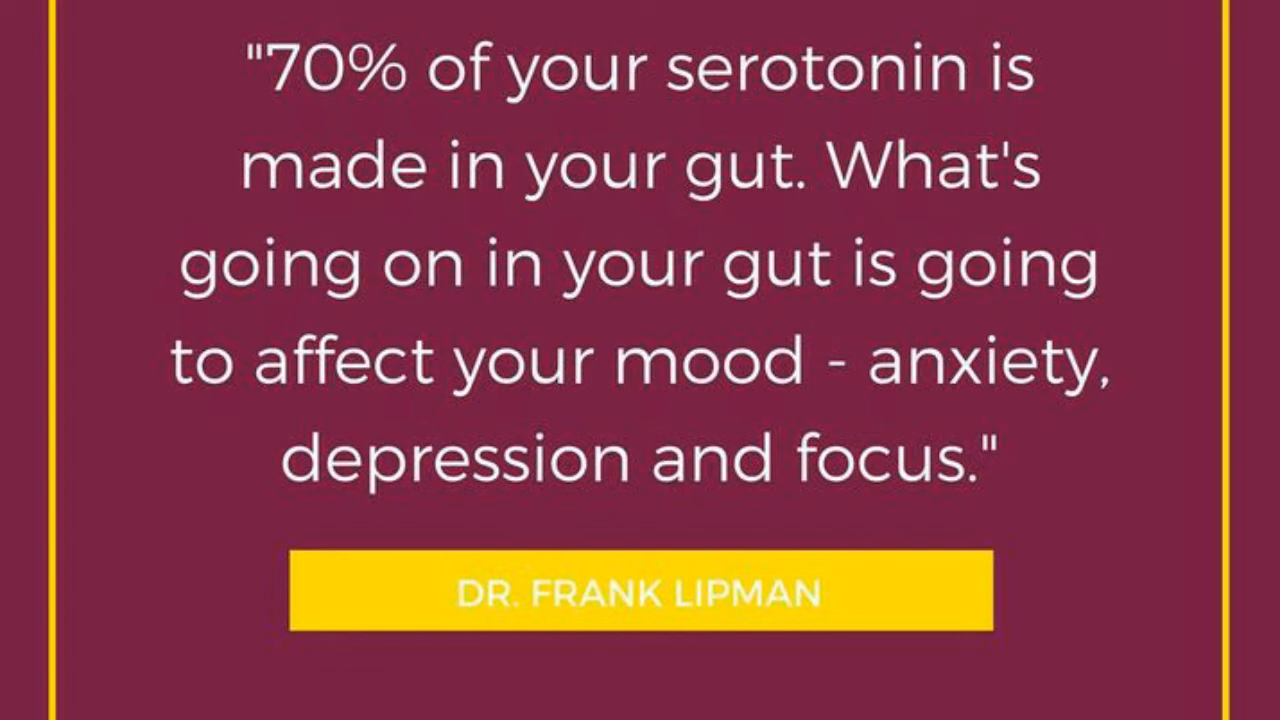 "70% of your serotonin is
made in your gut. What's
going on in your gut is going
to affect your mood - anxiety,
depression and focus."
DR. FRANK LIPMAN